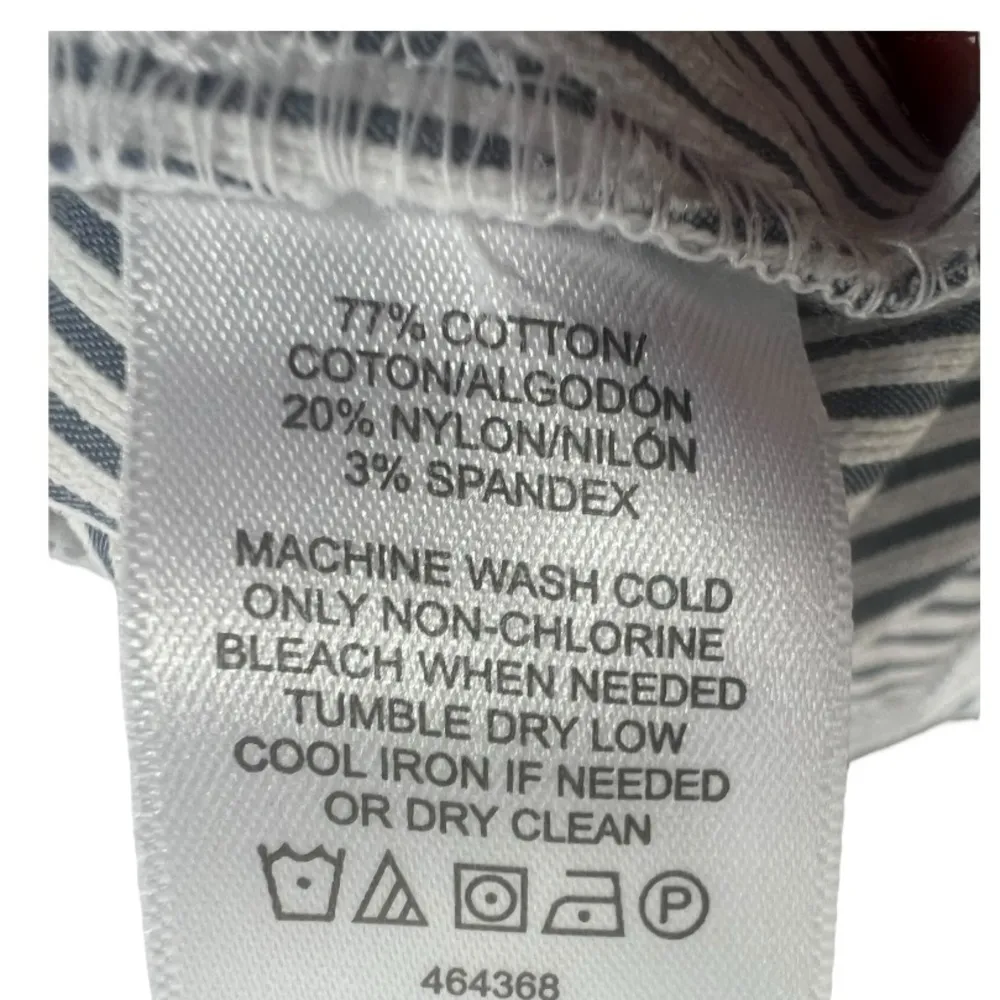 77% COTTON/
COTON/ALGODÓN
20% NYLON/NILÓN
3% SPANDEX
MACHINE WASH COLD
ONLY NON-CHLORINE
BLEACH WHEN NEEDED
TUMBLE DRY LOW
COOL IRON IF NEEDED
OR DRY CLEAN
P
464368